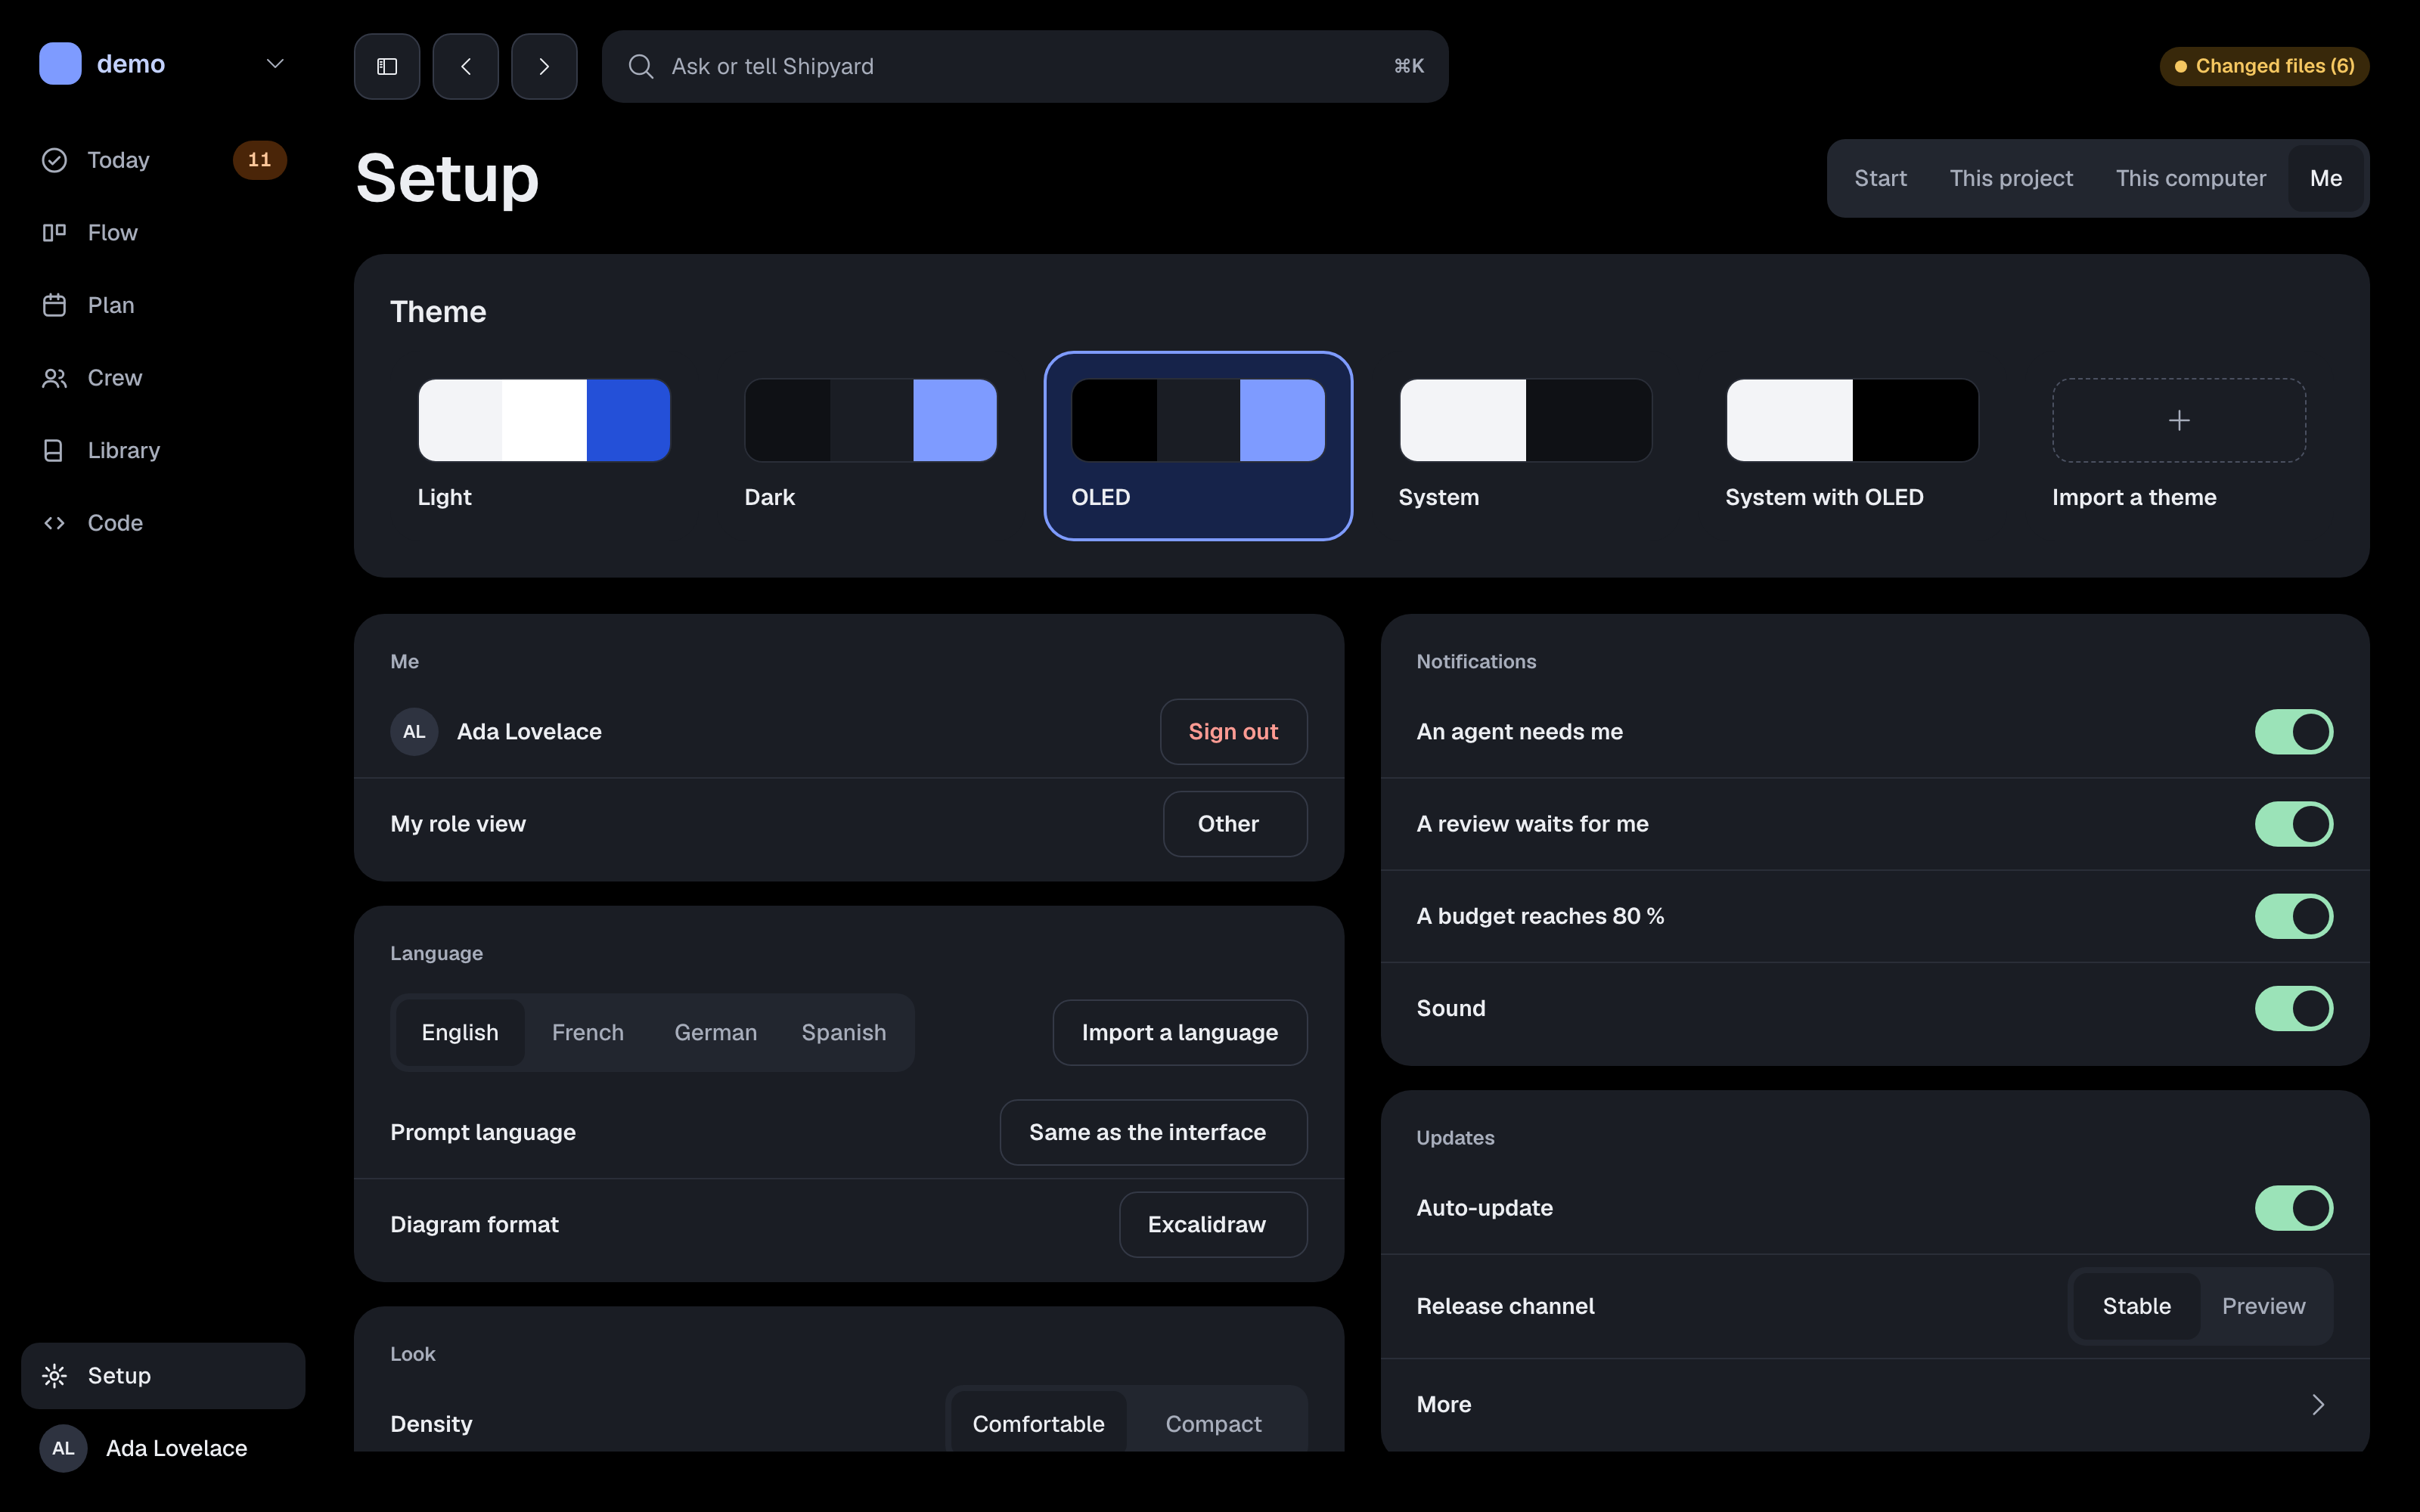 demo
Ask or tell Shipyard ⌘K
Changed files (6)
Today 11
Flow
Plan
Crew
Library
Code
Setup
Ada Lovelace
AL
Setup
Start This project This computer Me
Theme
Light Dark OLED System System with OLED Import a theme
Me
AL Ada Lovelace Sign out
My role view Other
Language
English French German Spanish Import a language
Prompt language Same as the interface
Diagram format Excalidraw
Look
Density Comfortable Compact
Notifications
An agent needs me
A review waits for me
A budget reaches 80 %
Sound
Updates
Auto-update
Release channel Stable Preview
More